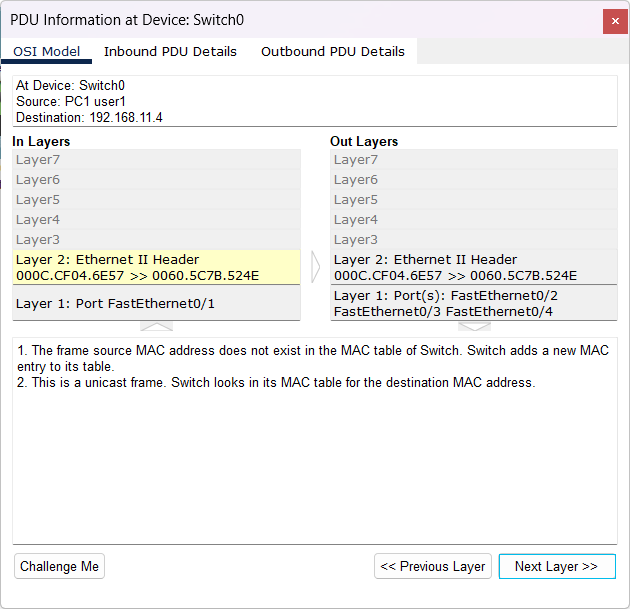 PDU Information at Device: Switch0
OSI Model Inbound PDU Details Outbound PDU Details
At Device: Switch0
Source: PC1 user1
Destination: 192.168.11.4
In Layers
Layer7
Layer6
Layer5
Layer4
Layer3
Layer 2: Ethernet II Header
000C.CF04.6E57 >> 0060.5C7B.524E
Layer 1: Port FastEthernet0/1
Out Layers
Layer7
Layer6
Layer5
Layer4
Layer3
Layer 2: Ethernet II Header
000C.CF04.6E57 >> 0060.5C7B.524E
Layer 1: Port(s): FastEthernet0/2
FastEthernet0/3 FastEthernet0/4
1. The frame source MAC address does not exist in the MAC table of Switch. Switch adds a new MAC
entry to its table.
2. This is a unicast frame. Switch looks in its MAC table for the destination MAC address.
Challenge Me
<< Previous Layer
Next Layer >>